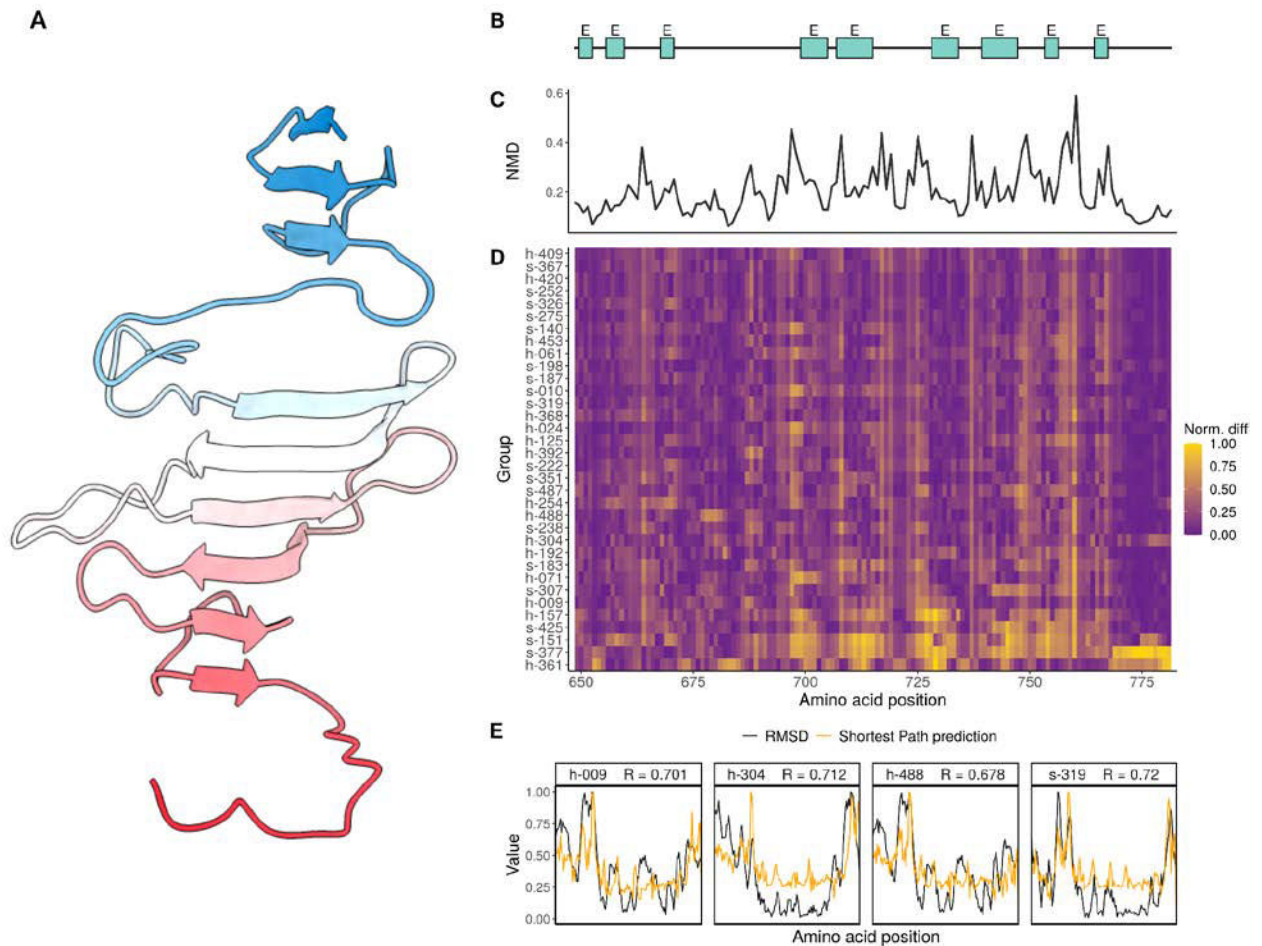 A
B
E E E E E E E E E
C
0.6
0.4
0.2
NMD
D
h-409
s-367
h-420
s-252
s-326
s-275
s-140
h-453
h-061
s-198
s-187
s-010
s-319
h-368
h-024
h-125
h-392
s-222
s-351
s-487
h-254
h-488
s-238
h-304
h-192
s-183
h-071
s-307
h-009
h-157
s-425
s-151
s-377
h-361
Group
650 675 700 725 750 775
Amino acid position
Norm. diff
1.00
0.75
0.50
0.25
0.00
E
RMSD Shortest Path prediction
h-009 R = 0.701 h-304 R = 0.712 h-488 R = 0.678 s-319 R = 0.72
1.00
0.75
0.50
0.25
0.00
Value
Amino acid position